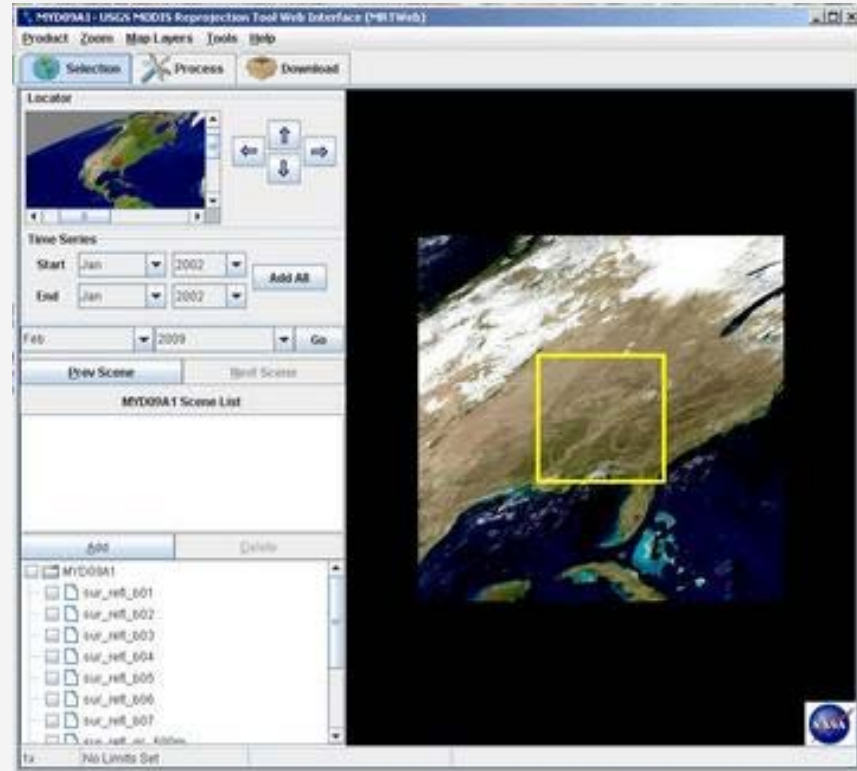 MYD09A1 - USGS MODIS Reprojection Tool Web Interface (MRTWeb)
Product Zoom Map Layers Tools Help
Selection Process Download
Locator
Time Series
Start Jan 2002
Add All
End Jan 2002
Feb 2009 Go
Prev Scene Next Scene
MYD09A1 Scene List
Add Delete
MYD09A1
sur_refl_b01
sur_refl_b02
sur_refl_b03
sur_refl_b04
sur_refl_b05
sur_refl_b06
sur_refl_b07
sur_refl_qc_500m
1x No Limits Set
NASA